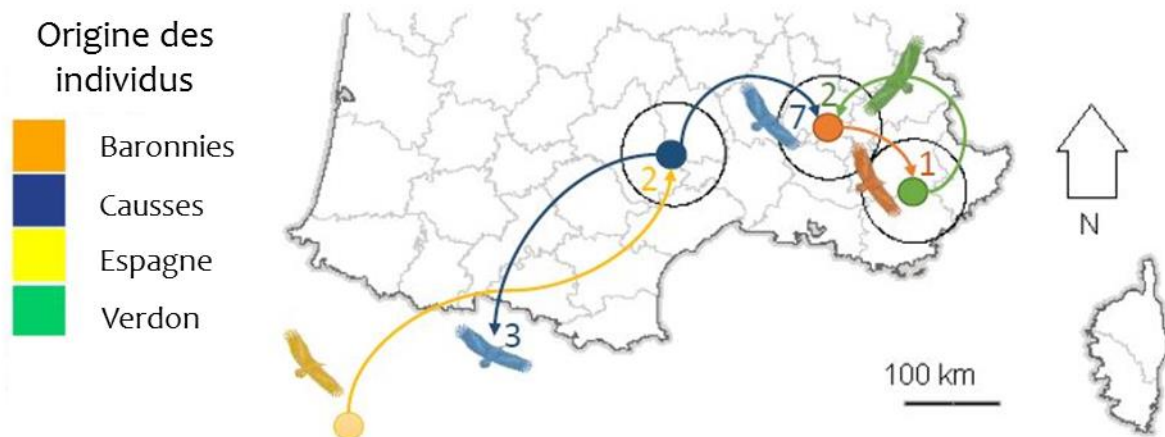 Origine des
individus
Baronnies
Causses
Espagne
Verdon
2
7
1
2
3
N
100 km